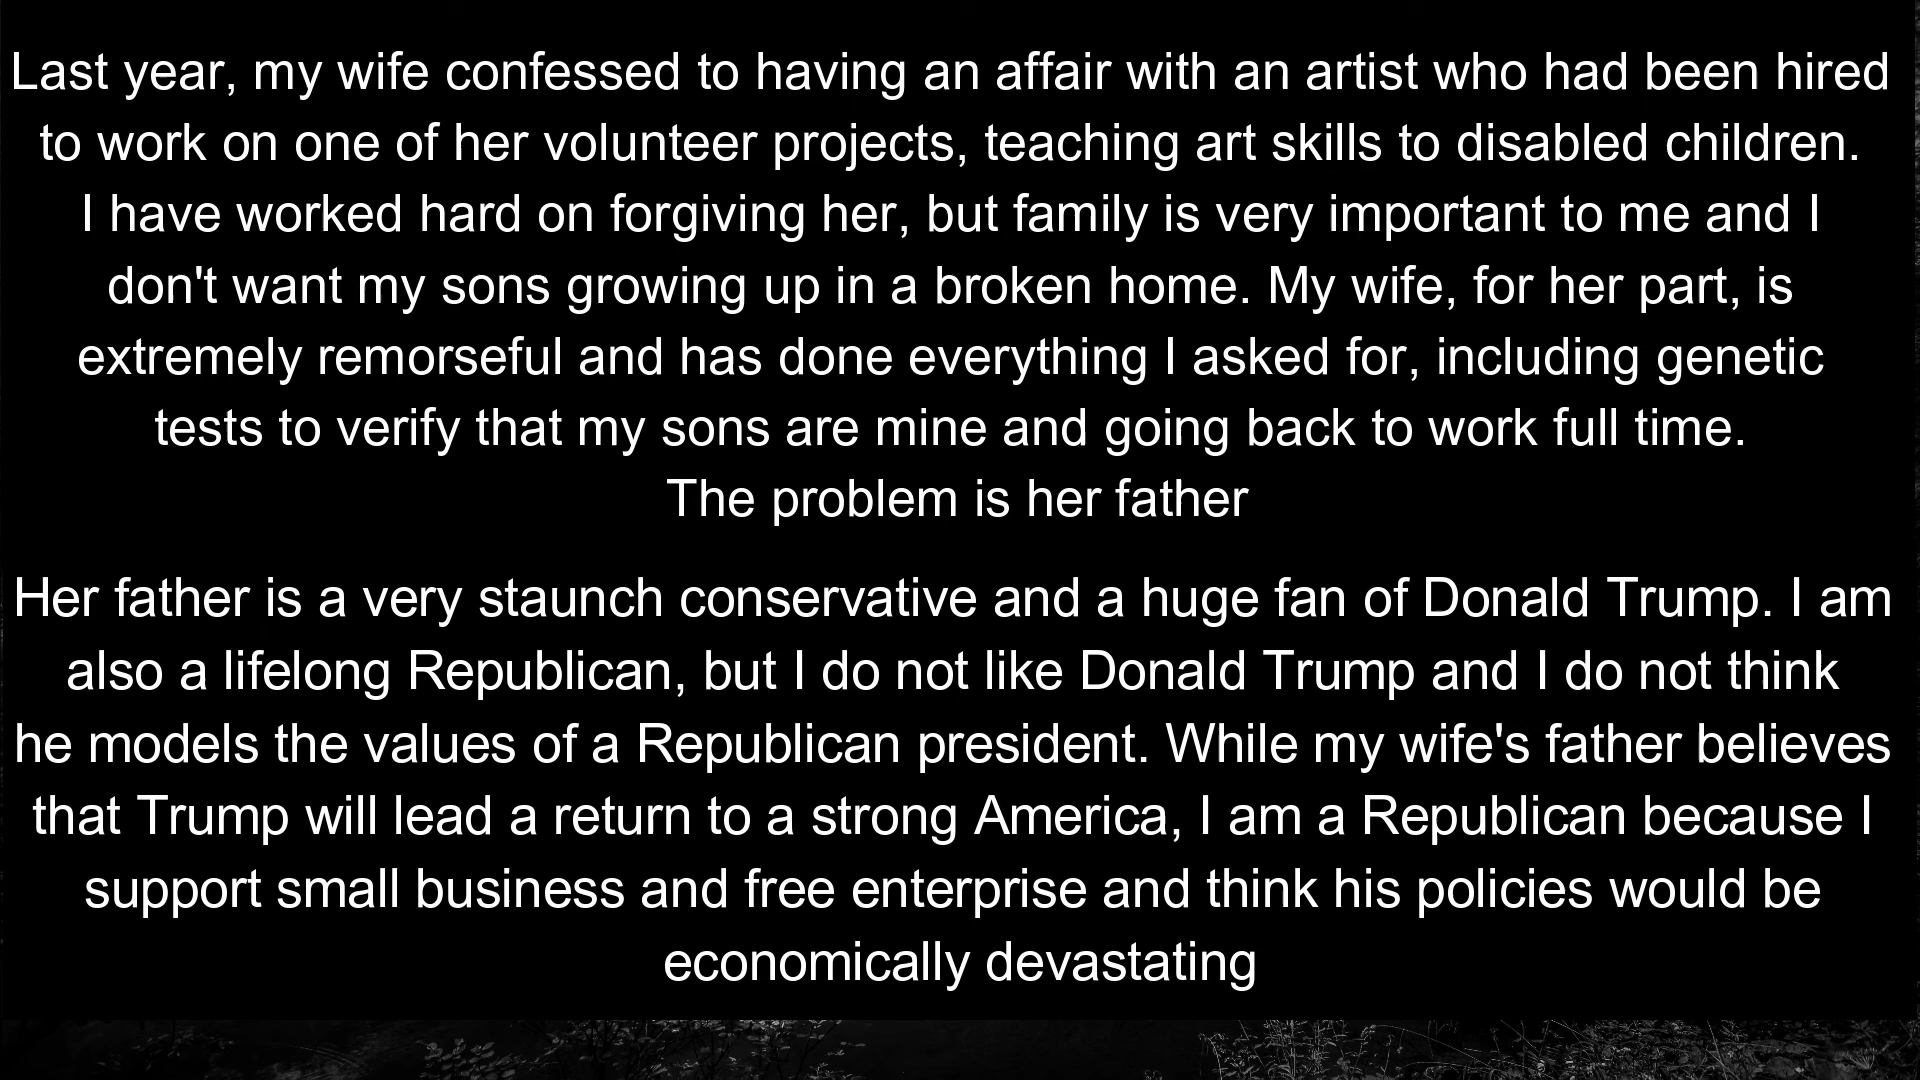 Last year, my wife confessed to having an affair with an artist who had been hired
to work on one of her volunteer projects, teaching art skills to disabled children.
I have worked hard on forgiving her, but family is very important to me and I
don't want my sons growing up in a broken home. My wife, for her part, is
extremely remorseful and has done everything I asked for, including genetic
tests to verify that my sons are mine and going back to work full time.
The problem is her father
Her father is a very staunch conservative and a huge fan of Donald Trump. I am
also a lifelong Republican, but I do not like Donald Trump and I do not think
he models the values of a Republican president. While my wife's father believes
that Trump will lead a return to a strong America, I am a Republican because I
support small business and free enterprise and think his policies would be
economically devastating